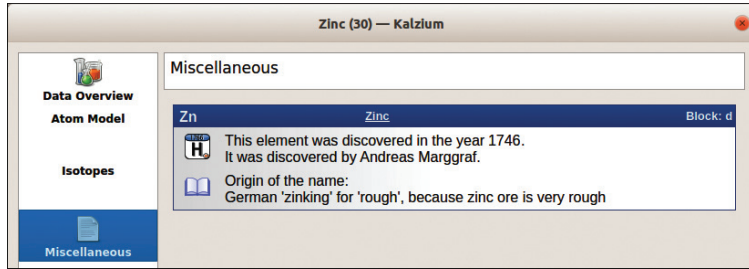 Zinc (30) — Kalzium
Data Overview
Atom Model
Isotopes
Miscellaneous
Miscellaneous
Zn Zinc Block: d
H
This element was discovered in the year 1746.
It was discovered by Andreas Marggraf.
Origin of the name:
German 'zinking' for 'rough', because zinc ore is very rough